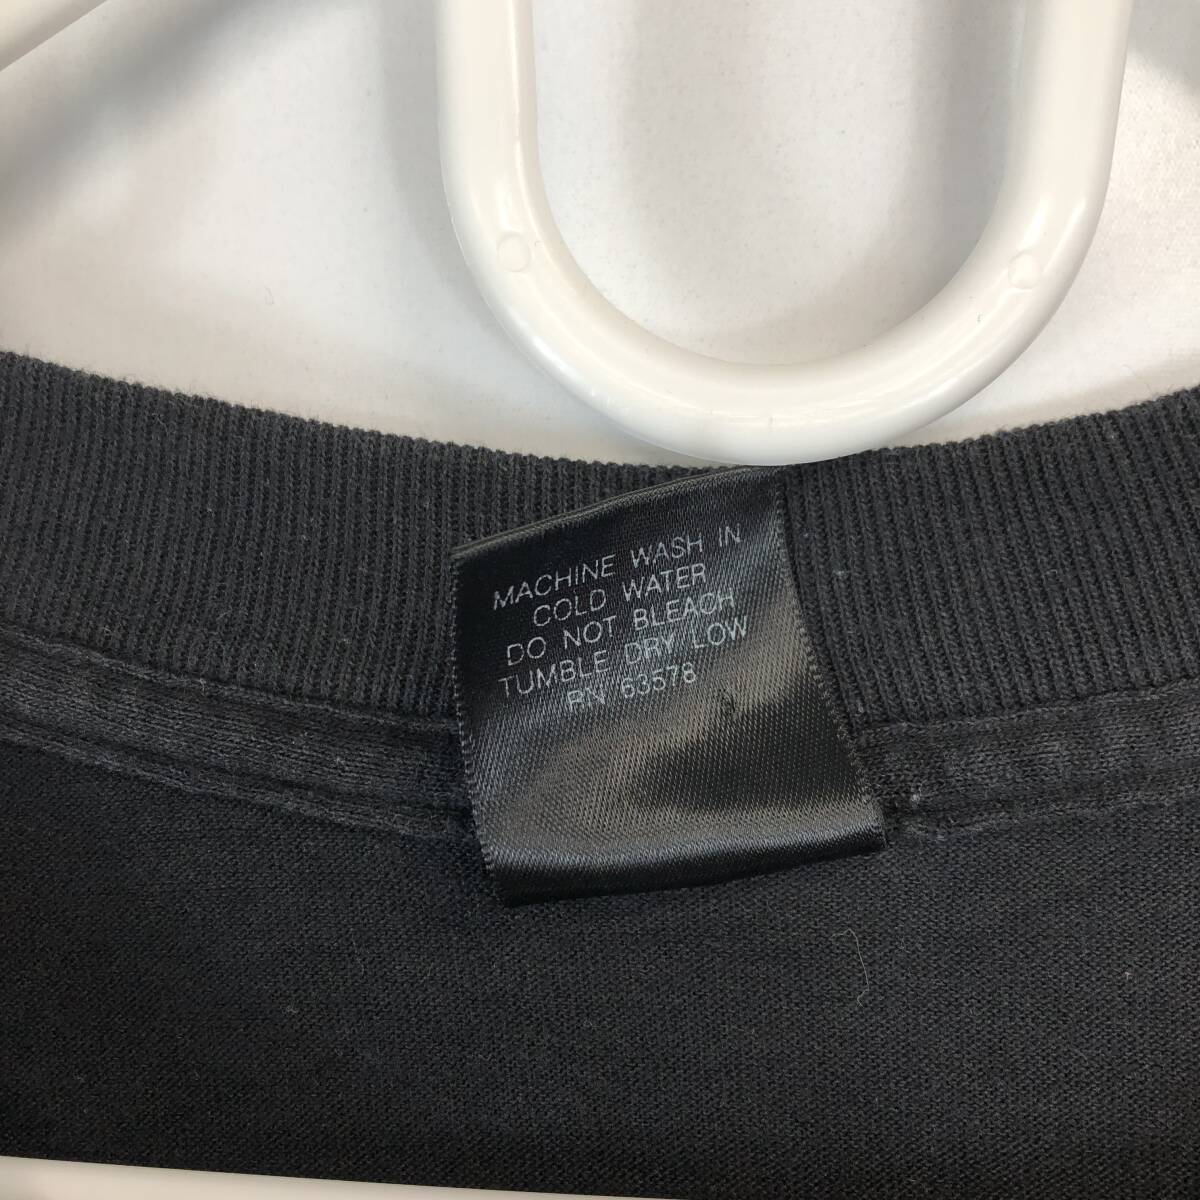 MACHINE WASH IN
COLD WATER
DO NOT BLEACH
TUMBLE DRY LOW
RN 63578